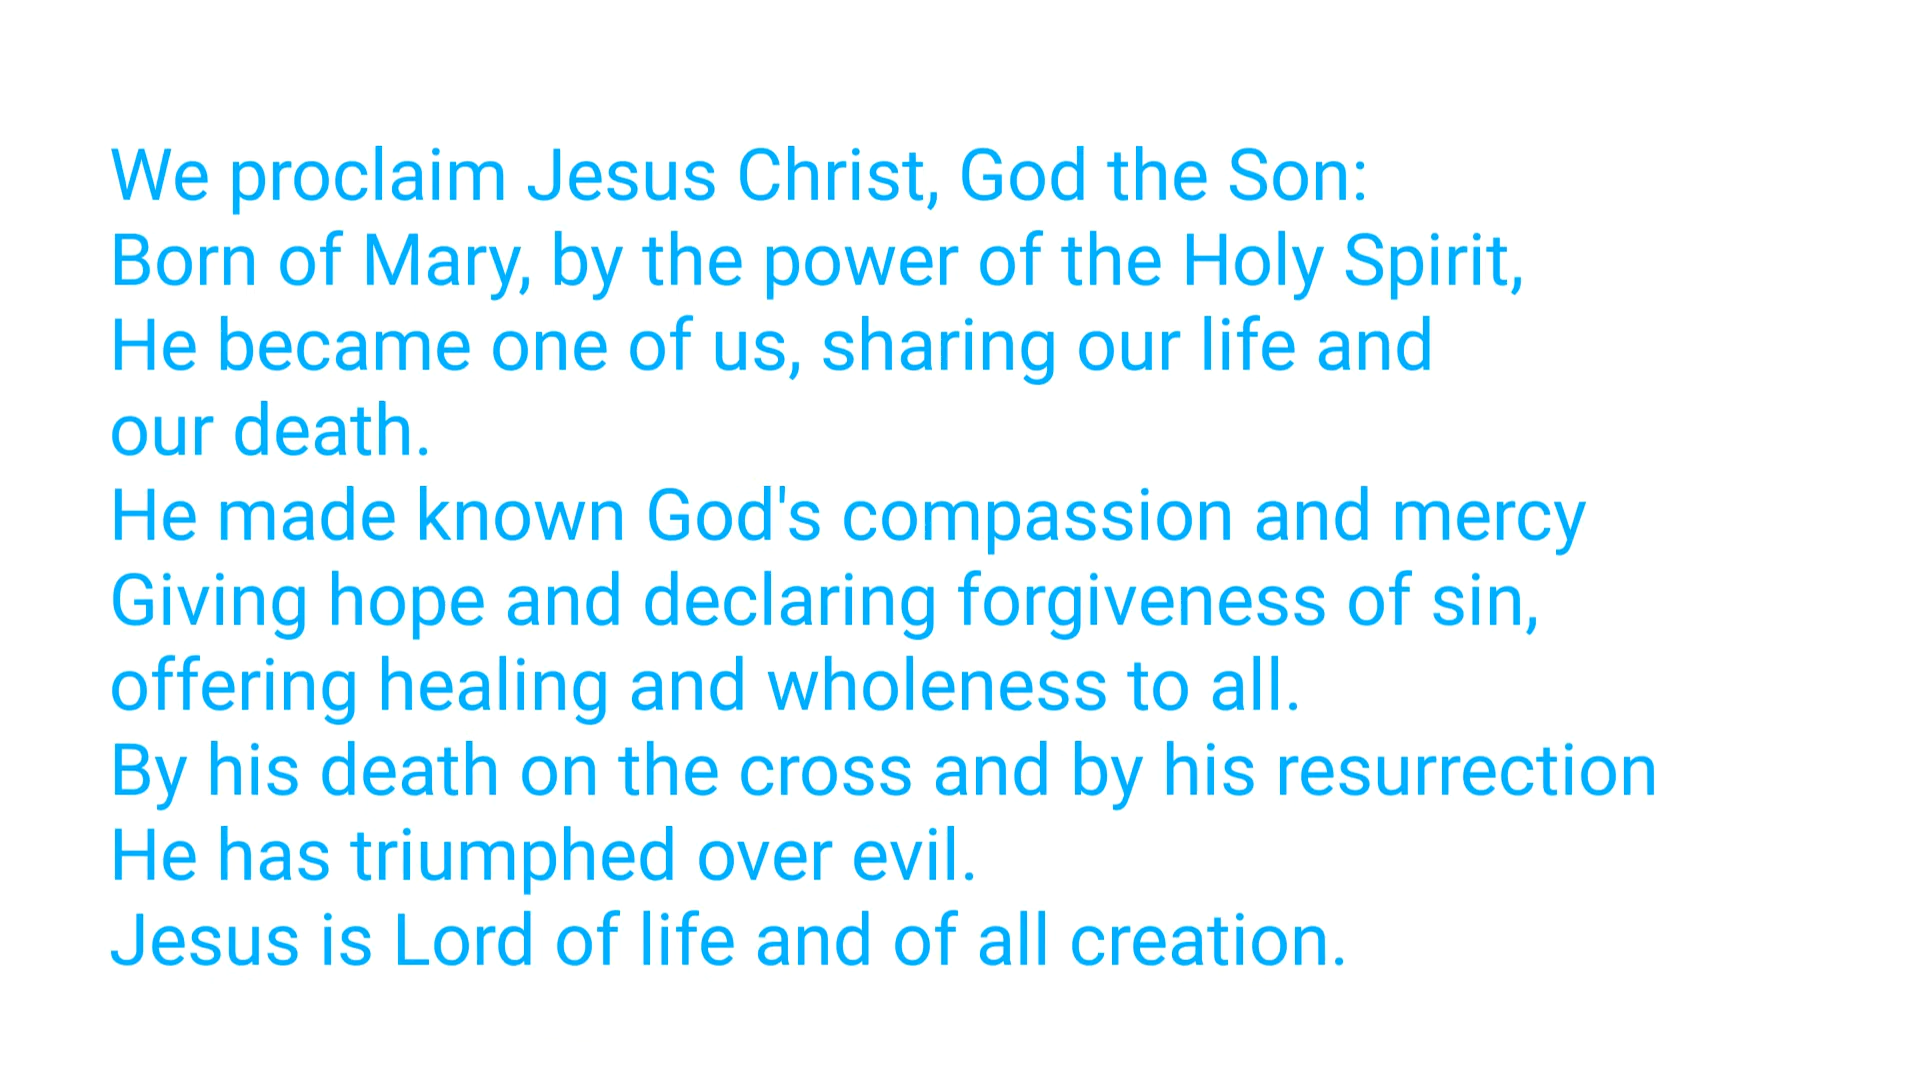 We proclaim Jesus Christ, God the Son:
Born of Mary, by the power of the Holy Spirit,
He became one of us, sharing our life and
our death.
He made known God's compassion and mercy
Giving hope and declaring forgiveness of sin,
offering healing and wholeness to all.
By his death on the cross and by his resurrection
He has triumphed over evil.
Jesus is Lord of life and of all creation.